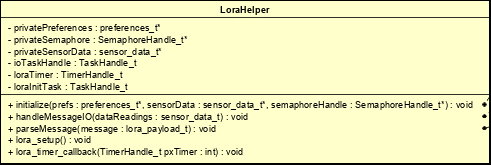 LoraHelper
- privatePreferences : preferences_t*
- privateSemaphore : SemaphoreHandle_t*
- privateSensorData : sensor_data_t*
- ioTaskHandle : TaskHandle_t
- loraTimer : TimerHandle_t
- loraInitTask : TaskHandle_t
+ initialize(prefs : preferences_t*, sensorData : sensor_data_t*, semaphoreHandle : SemaphoreHandle_t*) : void
+ handleMessageIO(dataReadings : sensor_data_t) : void
+ parseMessage(message : lora_payload_t) : void
+ lora_setup() : void
+ lora_timer_callback(TimerHandle_t pxTimer : int) : void